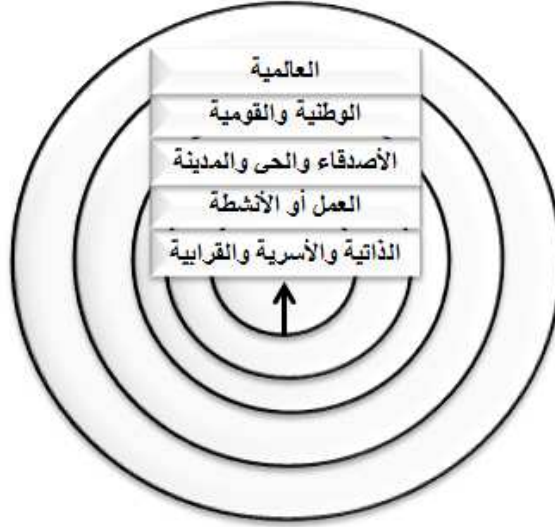 العالمية
الوطنية والقومية
الأصدقاء والحى والمدينة
العمل أو الأنشطة
الذاتية والأسرية والقرابية